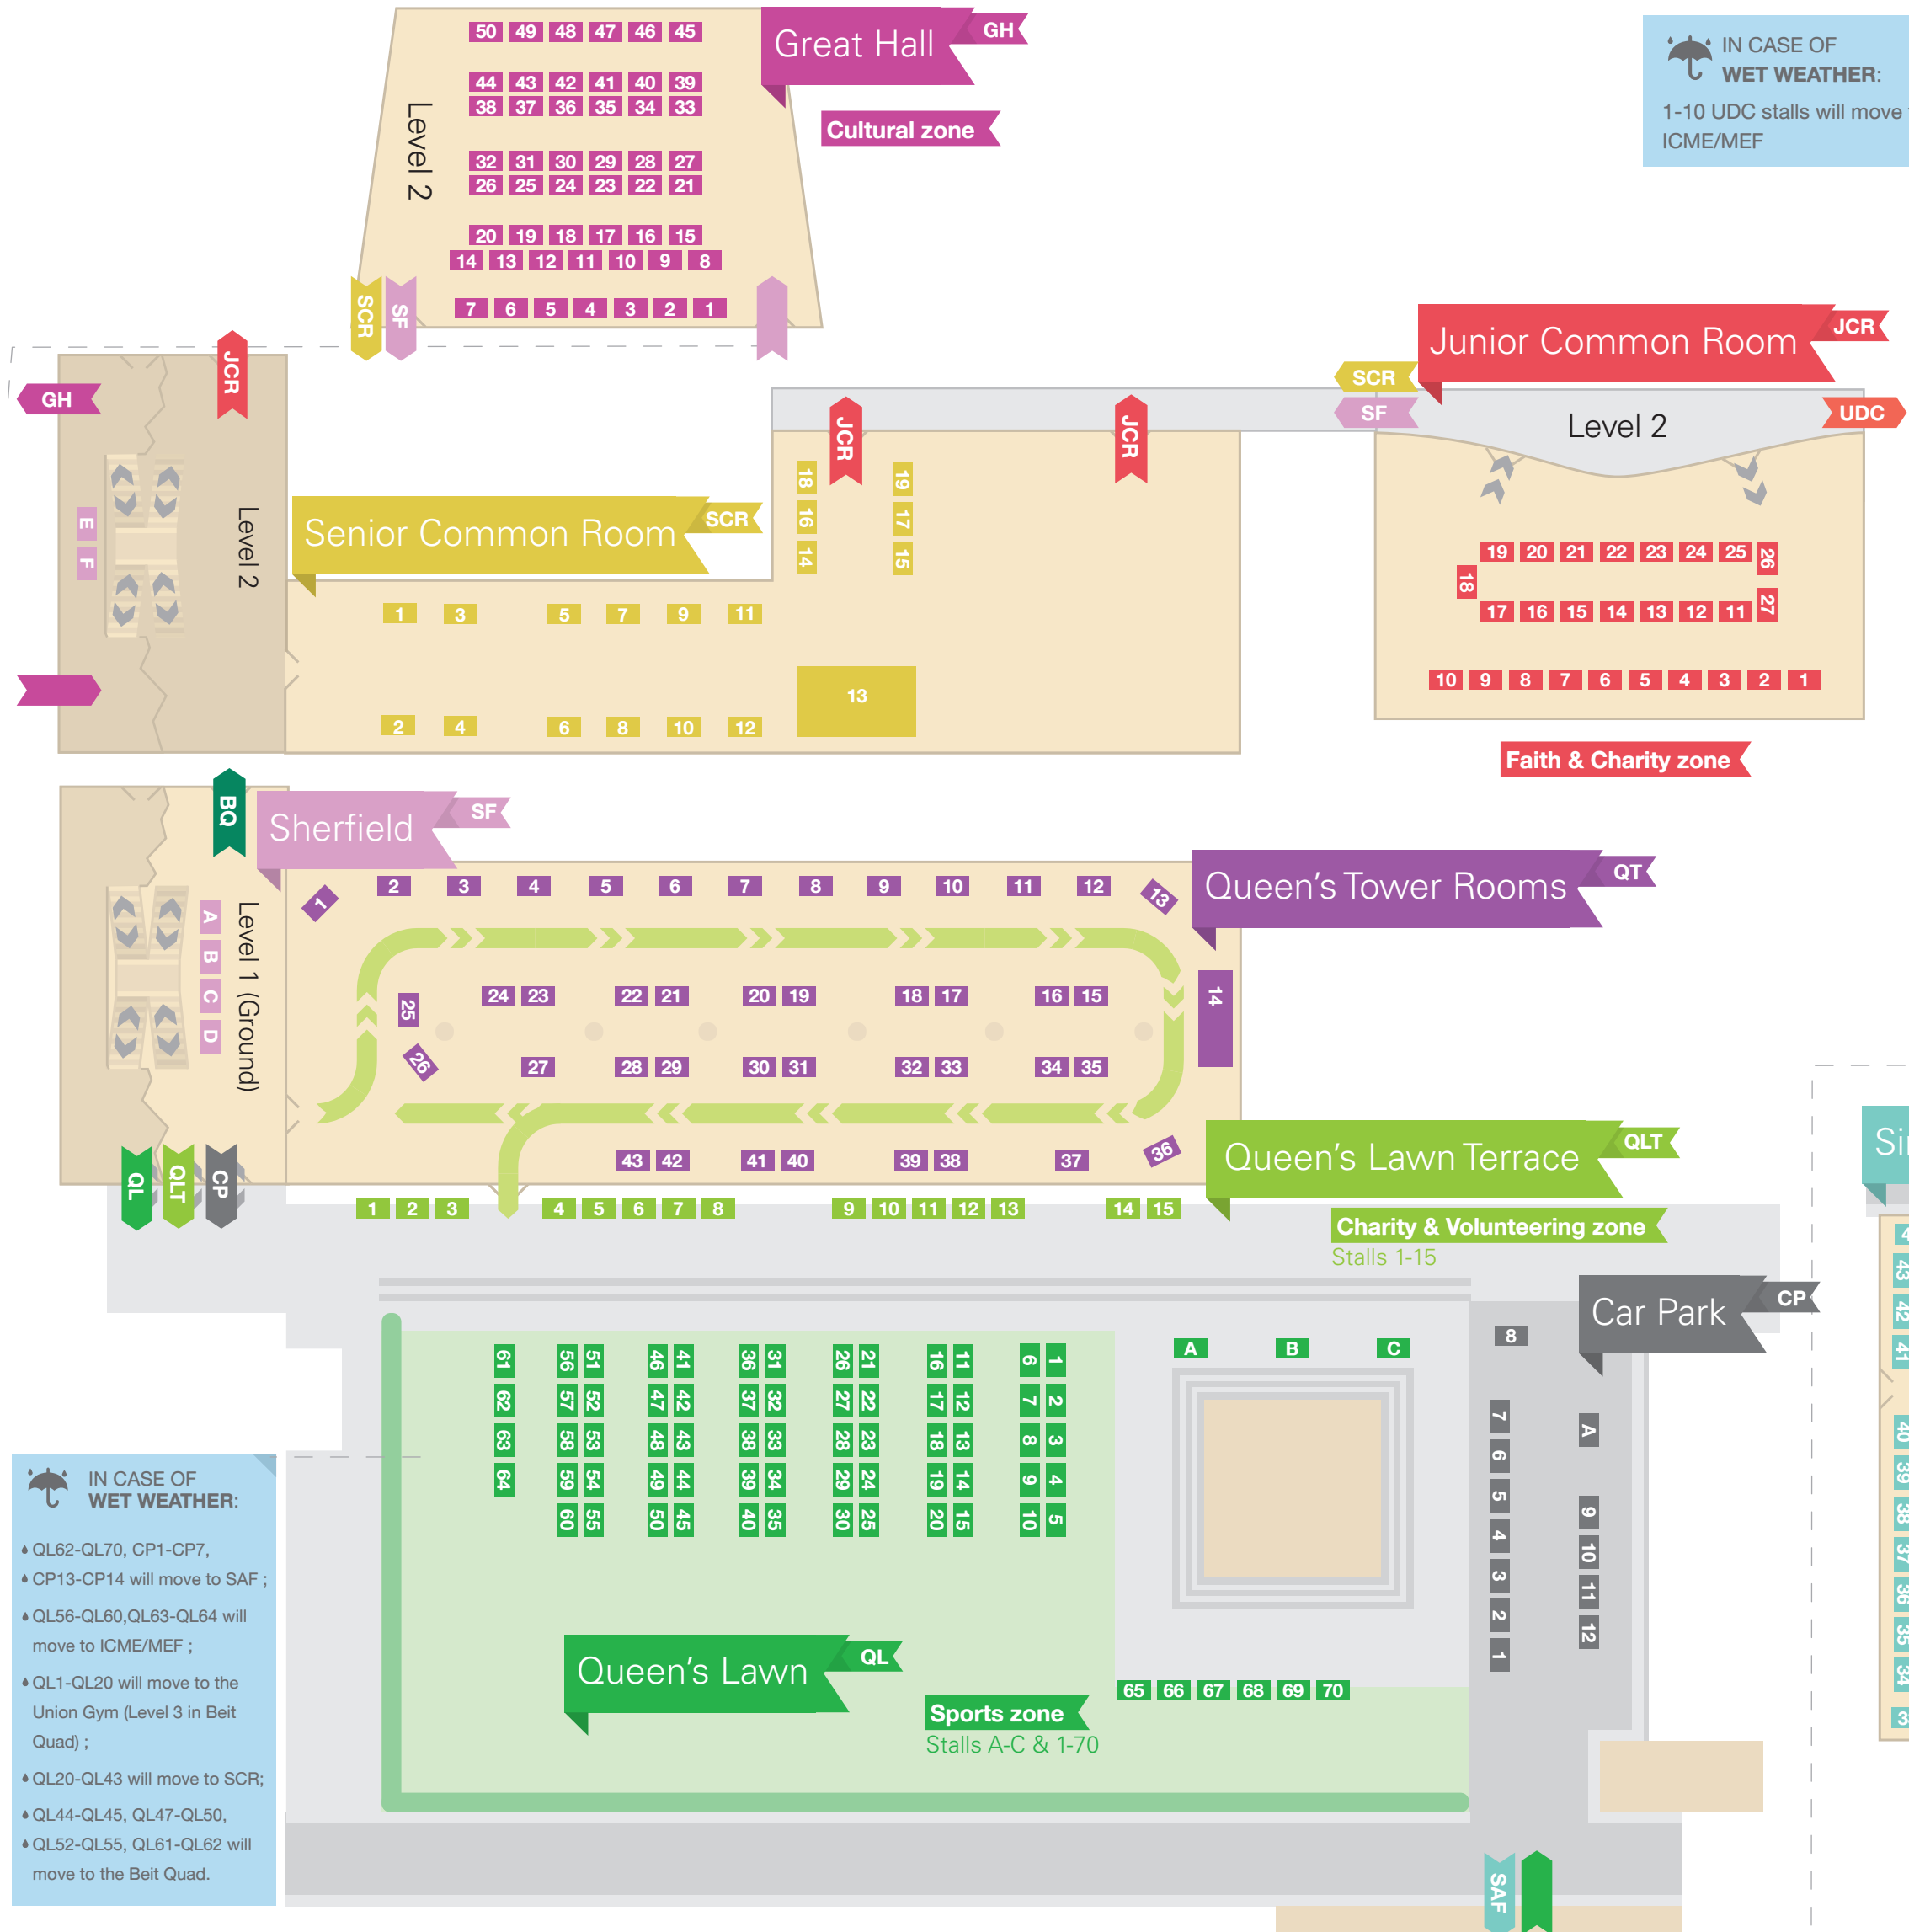 50 49 48 47 46 45
Great Hall
GH
44 43 42 41 40 39
38 37 36 35 34 33
Level 2
Cultural zone
32 31 30 29 28 27
26 25 24 23 22 21
20 19 18 17 16 15
14 13 12 11 10 9 8
7 6 5 4 3 2 1
SCR
SF
IN CASE OF
WET WEATHER:
1-10 UDC stalls will move
ICME/MEF
Junior Common Room
JCR
SCR
SF
Level 2
UDC
19 20 21 22 23 24 25 26
18
17 16 15 14 13 12 11 27
10 9 8 7 6 5 4 3 2 1
Faith & Charity zone
JCR
GH
E F
Level 2
Senior Common Room
SCR
JCR
JCR
18 19
16 17
14 15
1 3 5 7 9 11
13
2 4 6 8 10 12
BQ
Sherfield
SF
A B C D
Level 1 (Ground)
Queen's Tower Rooms
QT
1 2 3 4 5 6 7 8 9 10 11 12 13
25 24 23 22 21 20 19 18 17 16 15 14
26 27 28 29 30 31 32 33 34 35
43 42 41 40 39 38 37 36
QL
QLT
CP
Queen's Lawn Terrace
QLT
1 2 3 4 5 6 7 8 9 10 11 12 13 14 15
Charity & Volunteering zone
Stalls 1-15
Car Park
CP
8
7 6 5 4 3 2 1
A 9 10 11 12
A B C
61 56 51 46 41 36 31 26 21 16 11 6 1
62 57 52 47 42 37 32 27 22 17 12 7 2
63 58 53 48 43 38 33 28 23 18 13 8 3
64 59 54 49 44 39 34 29 24 19 14 9 4
60 55 50 45 40 35 30 25 20 15 10 5
Queen's Lawn
QL
65 66 67 68 69 70
Sports zone
Stalls A-C & 1-70
IN CASE OF
WET WEATHER:
QL62-QL70, CP1-CP7,
CP13-CP14 will move to SAF ;
QL56-QL60,QL63-QL64 will
move to ICME/MEF ;
QL1-QL20 will move to the
Union Gym (Level 3 in Beit
Quad) ;
QL20-QL43 will move to SCR;
QL44-QL45, QL47-QL50,
QL52-QL55, QL61-QL62 will
move to the Beit Quad.
SAF
43
42
41
40
39
38
37
36
35
34